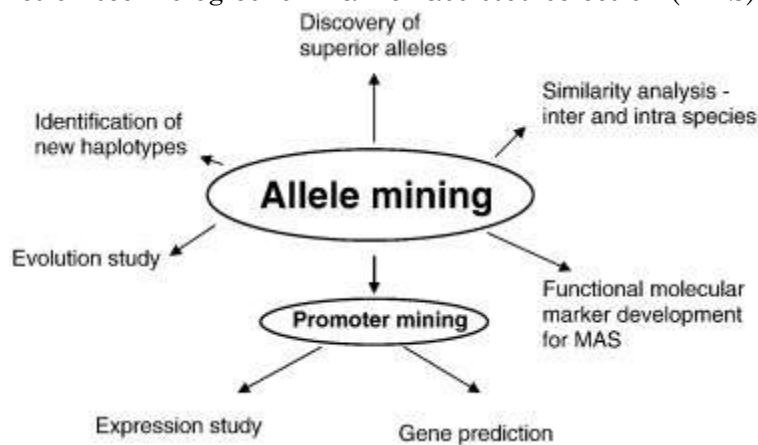 Discovery of
superior alleles
Similarity analysis -
inter and intra species
Identification of
new haplotypes
Allele mining
Evolution study
Functional molecular
marker development
for MAS
Promoter mining
Expression study
Gene prediction